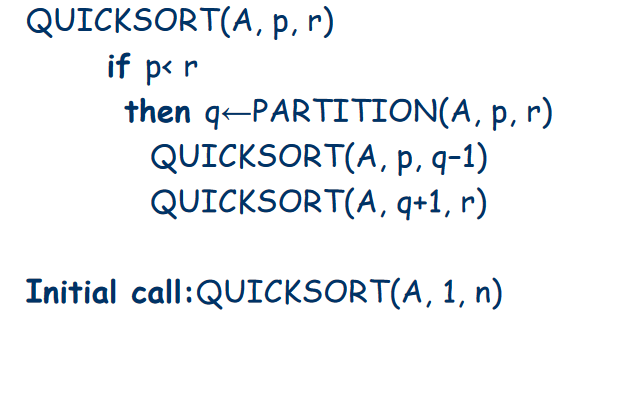 QUICKSORT(A, p, r)
if p< r
then q←PARTITION(A, p, r)
QUICKSORT(A, p, q–1)
QUICKSORT(A, q+1, r)
Initial call:QUICKSORT(A, 1, n)